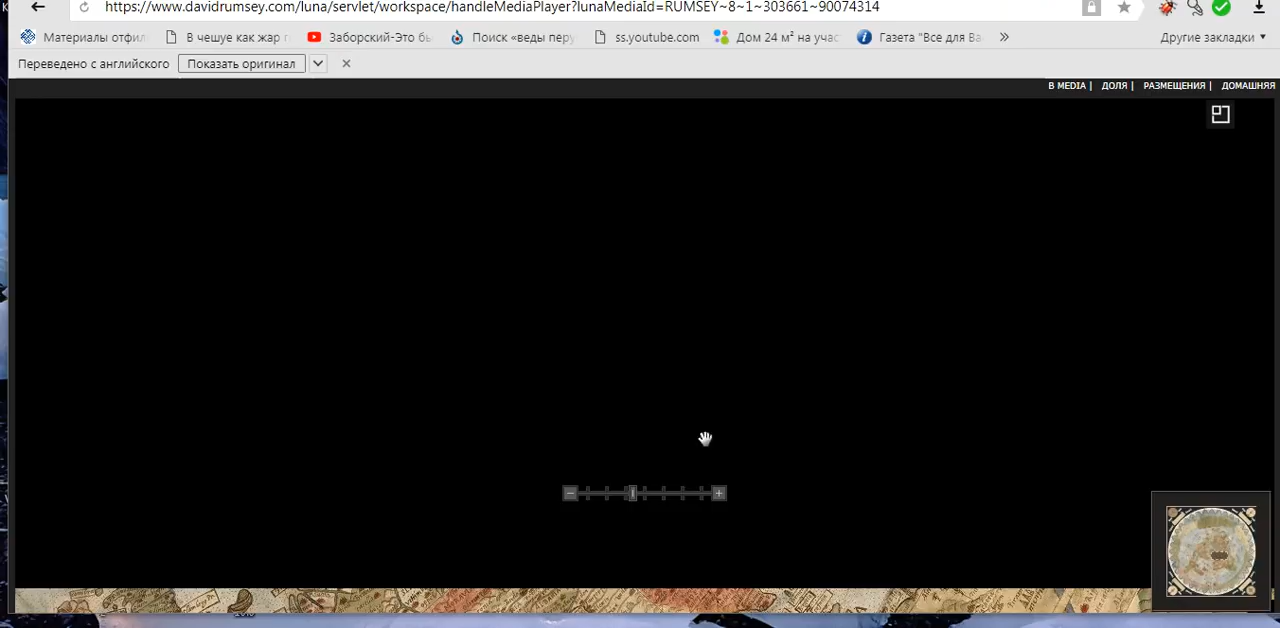 https://www.davidrumsey.com/luna/servlet/workspace/handleMediaPlayer?lunaMediaId=RUMSEY~8~1~303661~90074314
Материалы отфил В чешуе как жар г Заборский-Это бы Поиск «веды перу ss.youtube.com Дом 24 м² на учас Газета "Все для Ва » Другие закладки
Переведено с английского Показать оригинал
В MEDIA | ДОЛЯ | РАЗМЕЩЕНИЯ | ДОМАШНЯЯ